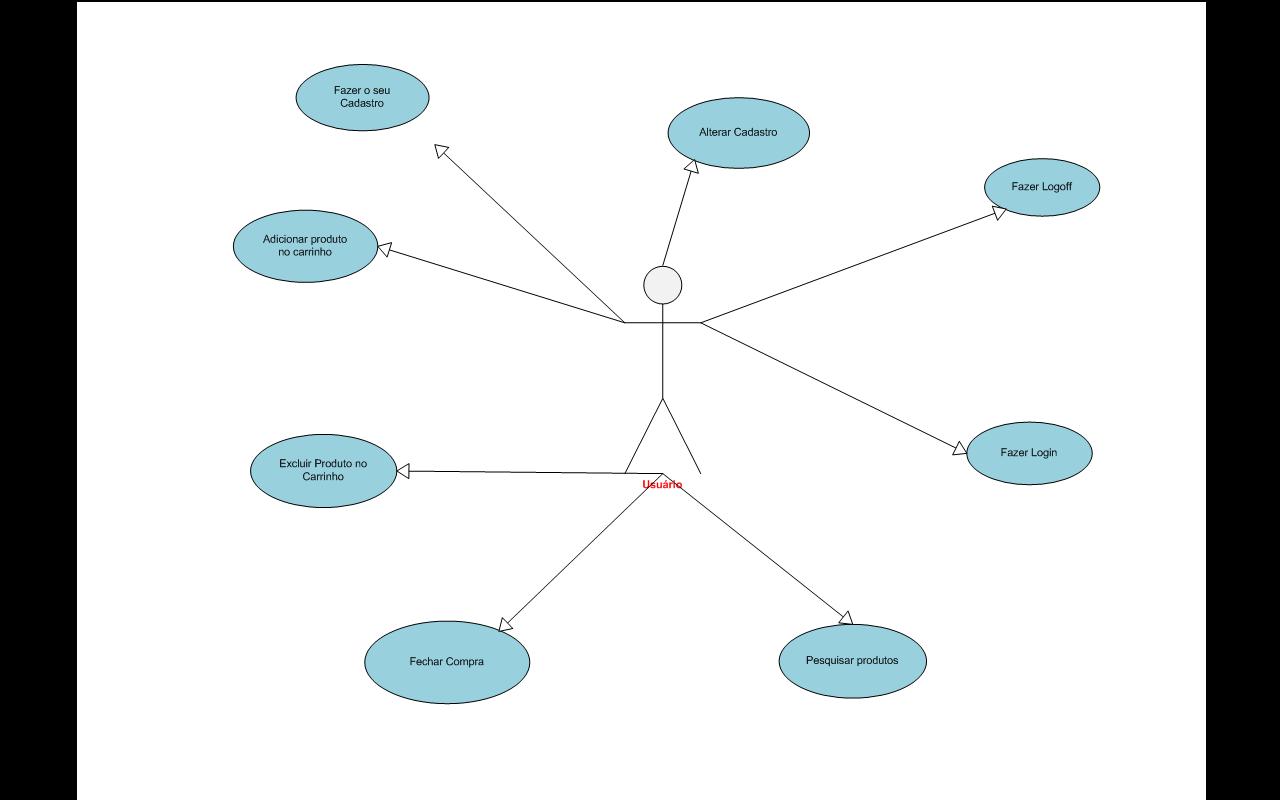 Fazer o seu
Cadastro
Alterar Cadastro
Fazer Logoff
Adicionar produto
no carrinho
Excluir Produto no
Carrinho
Fazer Login
Usuário
Fechar Compra
Pesquisar produtos